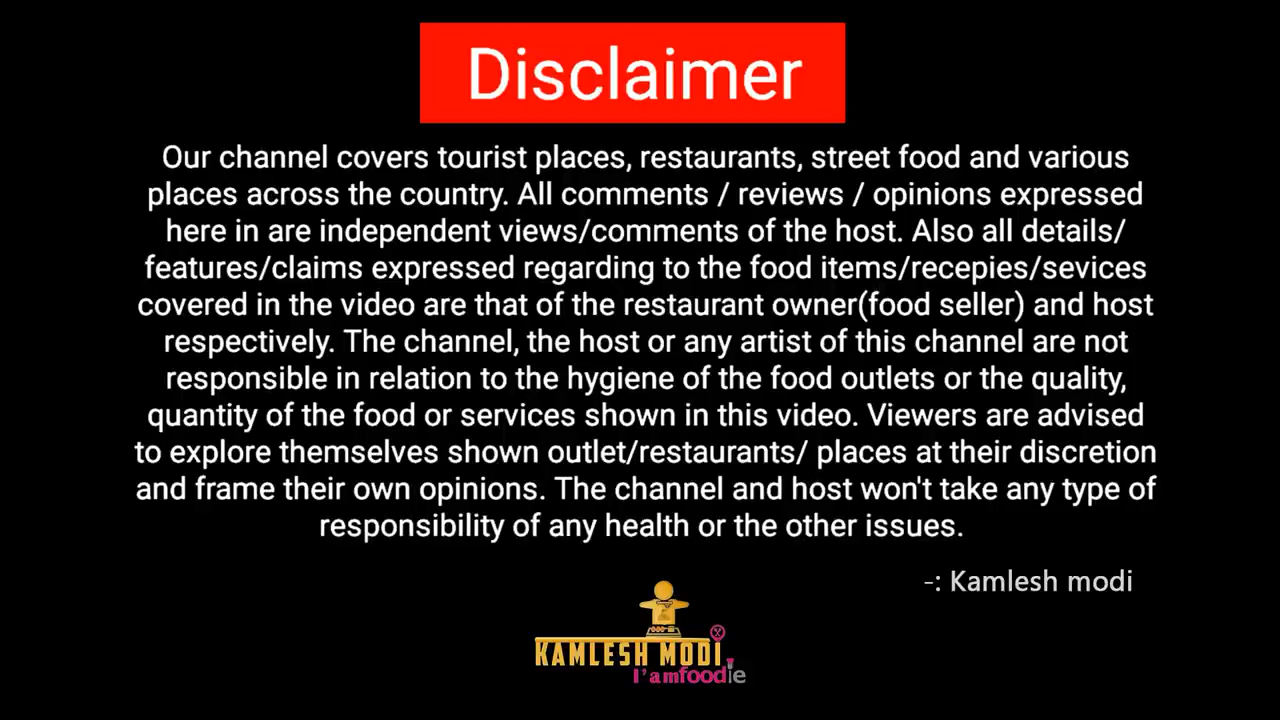 Disclaimer
Our channel covers tourist places, restaurants, street food and various
places across the country. All comments / reviews / opinions expressed
here in are independent views/comments of the host. Also all details/
features/claims expressed regarding to the food items/recepies/sevices
covered in the video are that of the restaurant owner(food seller) and host
respectively. The channel, the host or any artist of this channel are not
responsible in relation to the hygiene of the food outlets or the quality,
quantity of the food or services shown in this video. Viewers are advised
to explore themselves shown outlet/restaurants/ places at their discretion
and frame their own opinions. The channel and host won't take any type of
responsibility of any health or the other issues.
-: Kamlesh modi
KAMLESH MODI
I'amfoodie